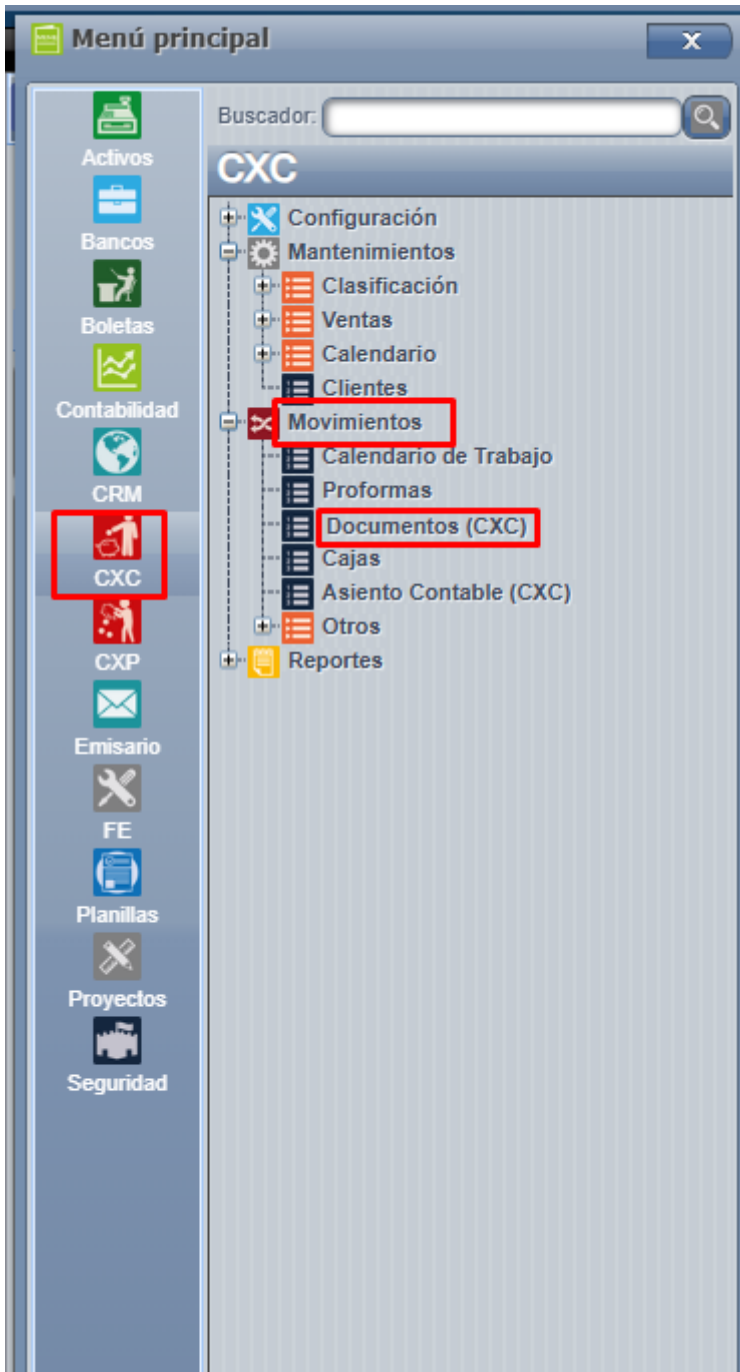 Menú principal
X
Activos
Bancos
Boletas
Contabilidad
CRM
CXC
CXP
Emisario
FE
Planillas
Proyectos
Seguridad
Buscador:
CXC
Configuración
Mantenimientos
Clasificación
Ventas
Calendario
Clientes
Movimientos
Calendario de Trabajo
Proformas
Documentos (CXC)
Cajas
Asiento Contable (CXC)
Otros
Reportes